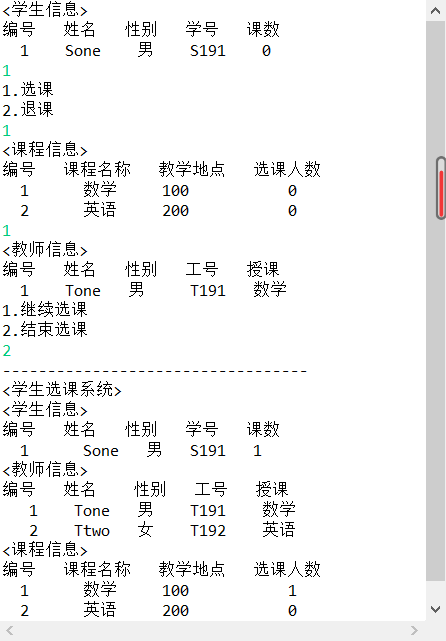 <学生信息>
编号 姓名 性别 学号 课数
1 Sone 男 S191 0
1
1.选课
2.退课
1
<课程信息>
编号 课程名称 教学地点 选课人数
1 数学 100 0
2 英语 200 0
1
<教师信息>
编号 姓名 性别 工号 授课
1 Tone 男 T191 数学
1.继续选课
2.结束选课
2
----------------------------------
<学生选课系统>
<学生信息>
编号 姓名 性别 学号 课数
1 Sone 男 S191 1
<教师信息>
编号 姓名 性别 工号 授课
1 Tone 男 T191 数学
2 Ttwo 女 T192 英语
<课程信息>
编号 课程名称 教学地点 选课人数
1 数学 100 1
2 英语 200 0